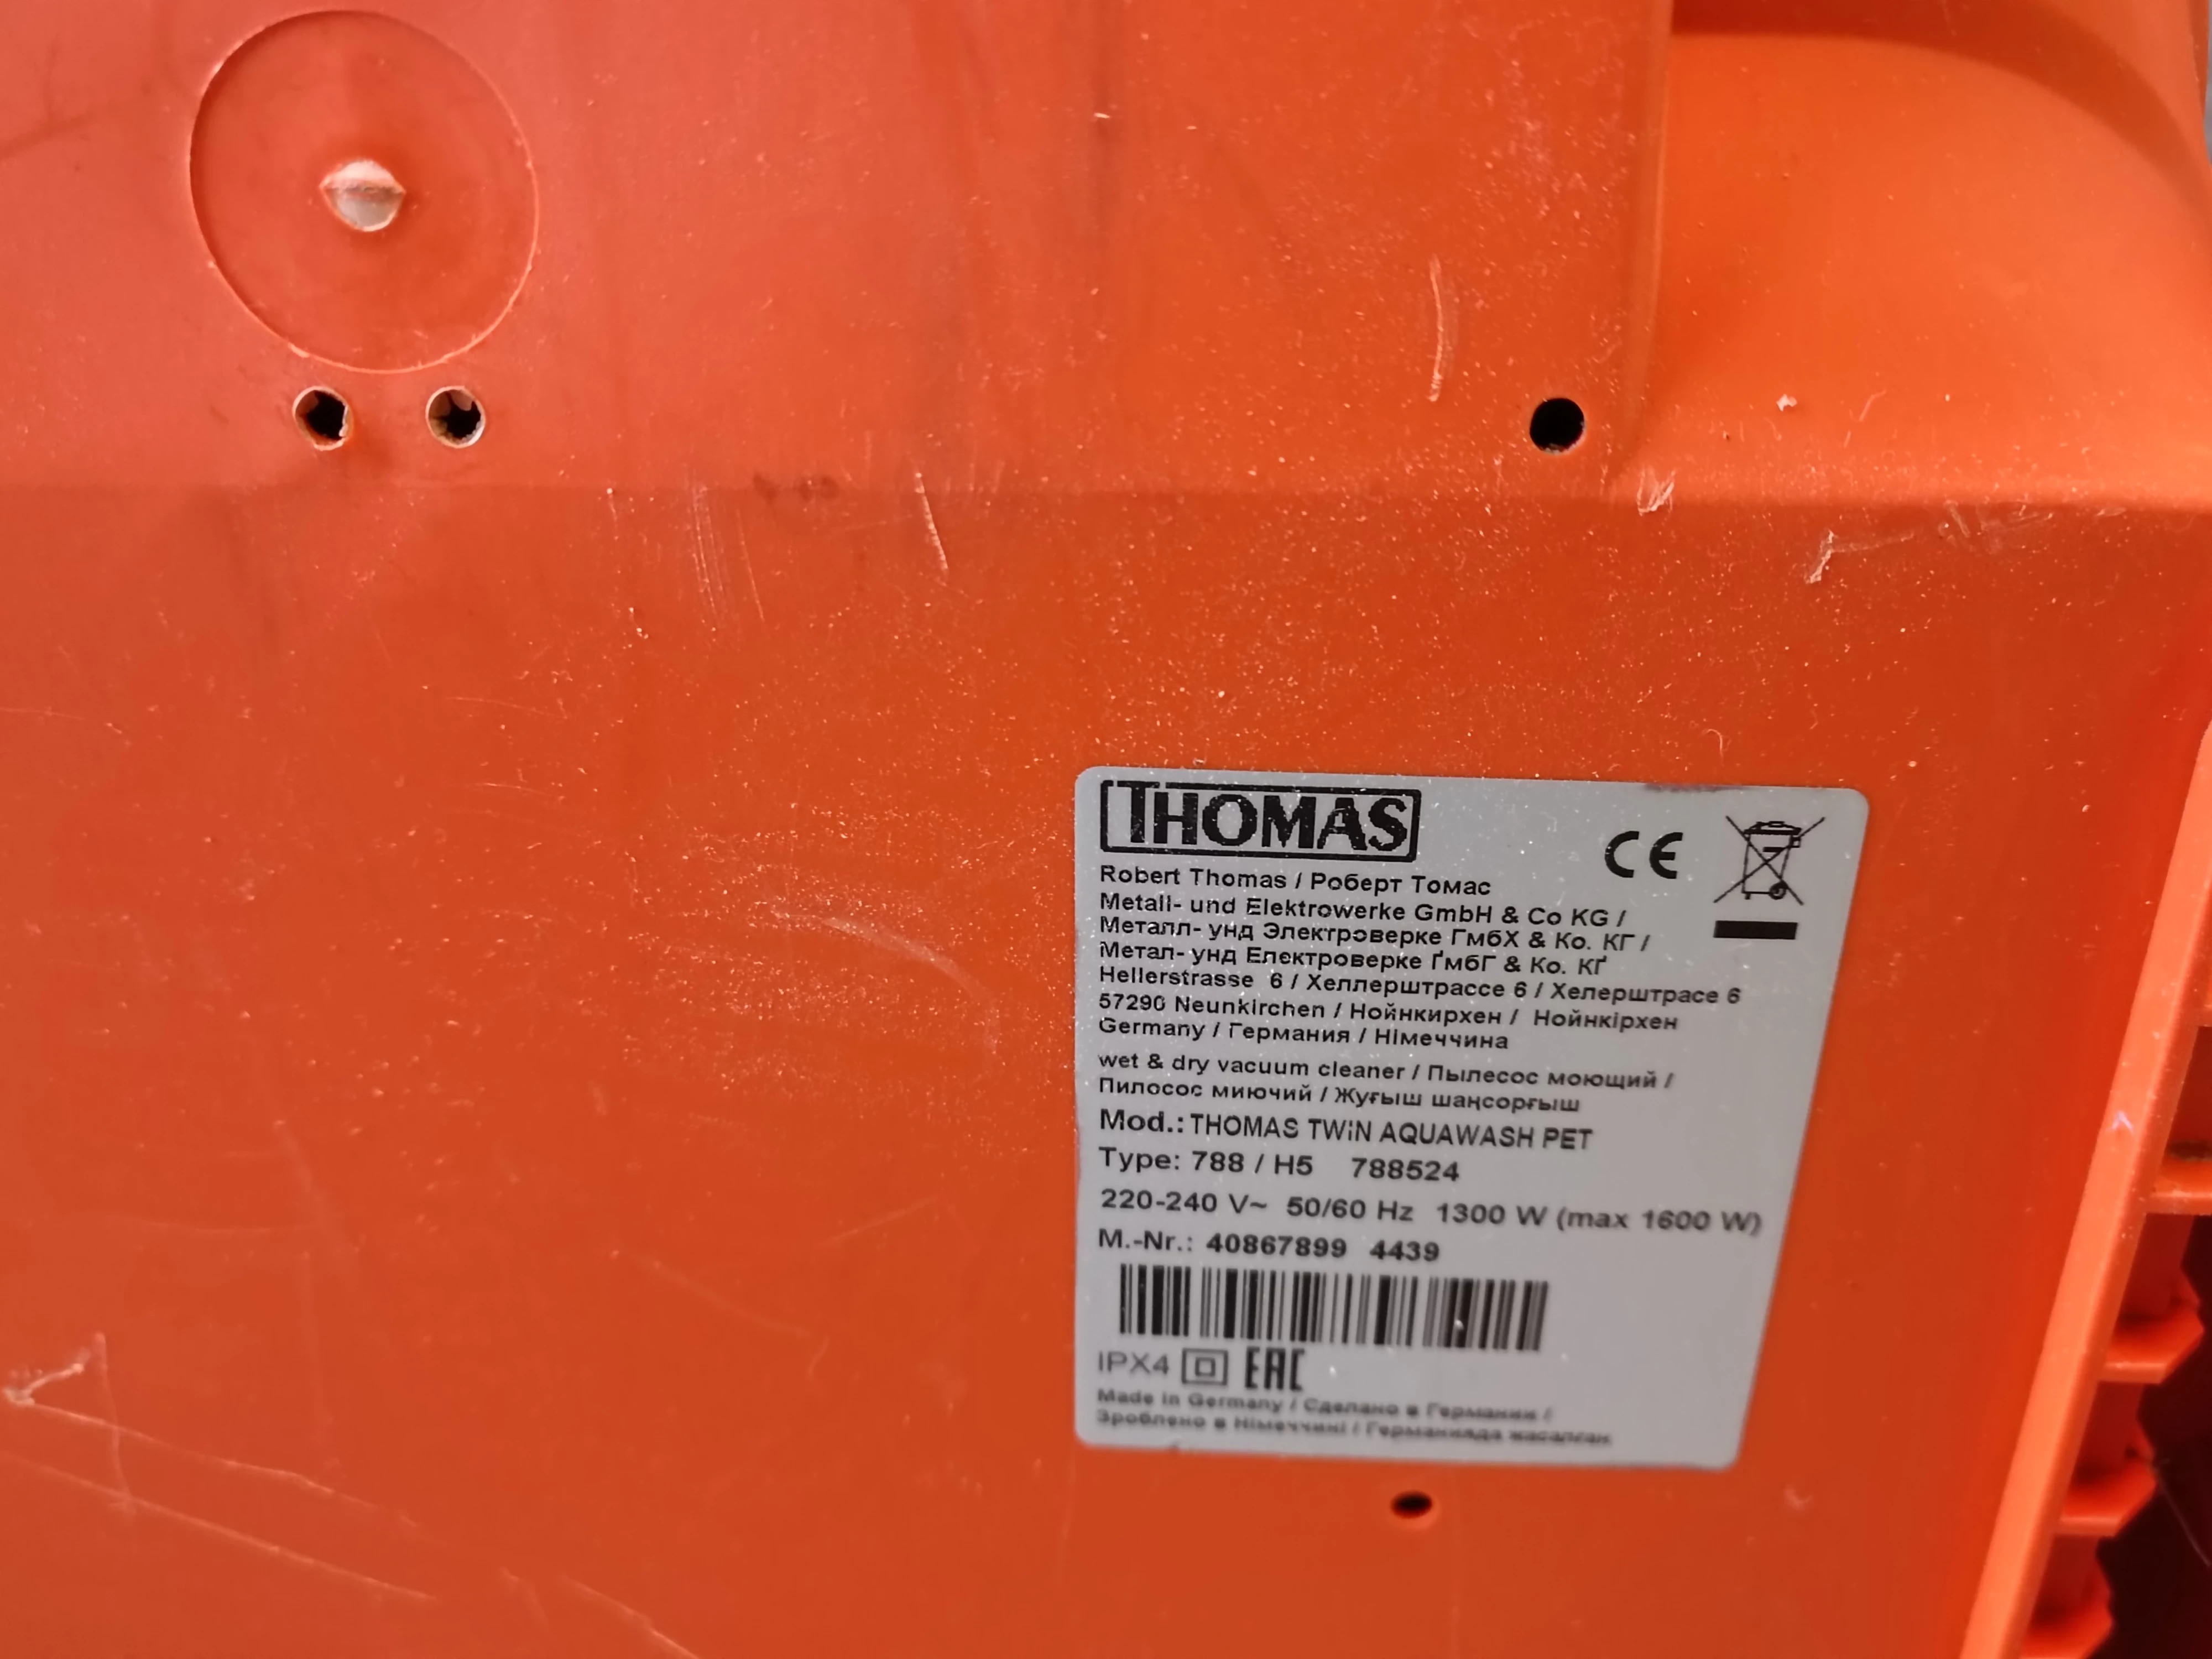 THOMAS
CE
Robert Thomas / Роберт Томас
Metall- und Elektrowerke GmbH & Co KG /
Металл- унд Электроверке ГмбХ & Ко. КГ /
Метал- унд Електроверке ҐмбГ & Ко. КҐ
Hellerstrasse 6 / Хеллерштрассе 6 / Хелерштрасе 6
57290 Neunkirchen / Нойнкирхен / Нойнкірхен
Germany / Германия / Німеччина
wet & dry vacuum cleaner / Пылесос моющий /
Пилосос миючий / Жуғыш шаңсорғыш
Mod.: THOMAS TWIN AQUAWASH PET
Type: 788 / H5 788524
220-240 V~ 50/60 Hz 1300 W (max 1600 W)
M.-Nr.: 40867899 4439
IPX4 EAC
Made in Germany / Сделано в Германии /
Зроблено в Німеччині / Германияда жасалған